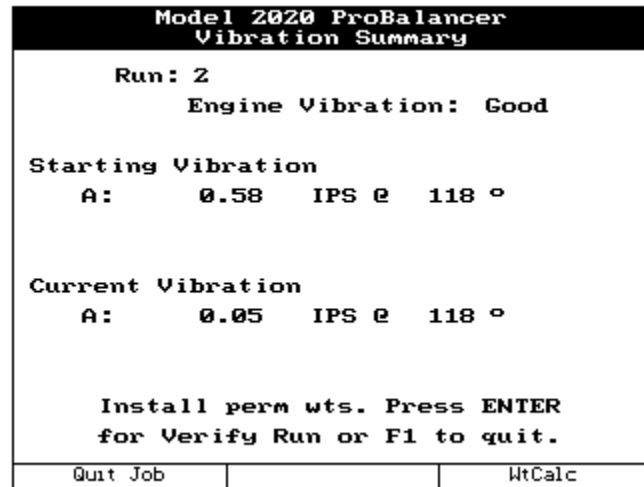 Model 2020 ProBalancer
Vibration Summary
Run: 2
Engine Vibration: Good
Starting Vibration
A: 0.58 IPS @ 118 º
Current Vibration
A: 0.05 IPS @ 118 º
Install perm wts. Press ENTER
for Verify Run or F1 to quit.
Quit Job WtCalc